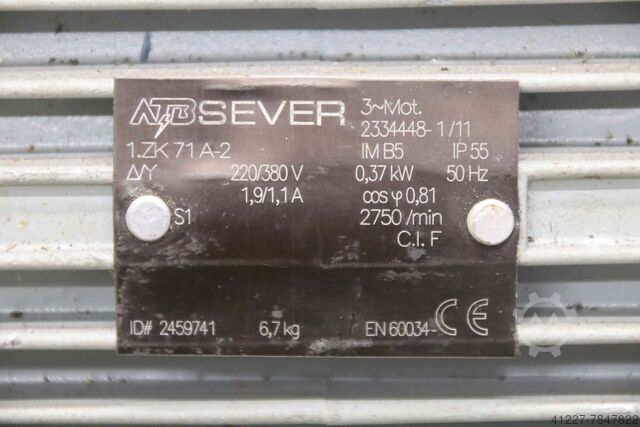 ATB SEVER 3~Mot.
2334448-1/11
1.ZK 71 A-2 IM B5 IP 55
Δ/Y 220/380 V 0,37 kW 50 Hz
1,9/1,1 A cos φ 0,81
S1 2750 /min
C.I. F
ID# 2459741 6,7 kg EN 60034- CE
41227-7847822